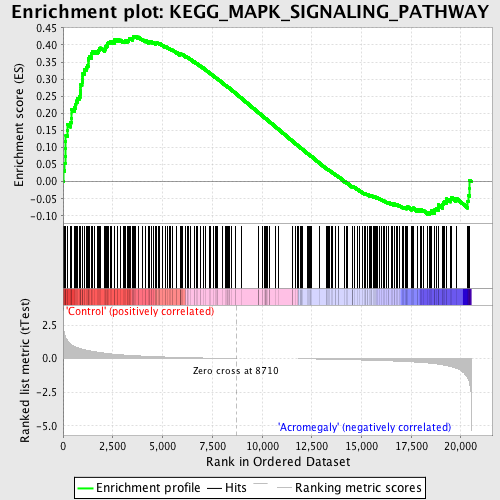 Enrichment plot: KEGG_MAPK_SIGNALING_PATHWAY
Enrichment score (ES)
0.45
0.40
0.35
0.30
0.25
0.20
0.15
0.10
0.05
0.00
-0.05
-0.10
'Control' (positively correlated)
Ranked list metric (tTest)
2.5
0.0
-2.5
-5.0
Zero cross at 8710
'Acromegaly' (negatively correlated)
0
2,500
5,000
7,500
10,000
12,500
15,000
17,500
20,000
Rank in Ordered Dataset
Enrichment profile
Hits
Ranking metric scores